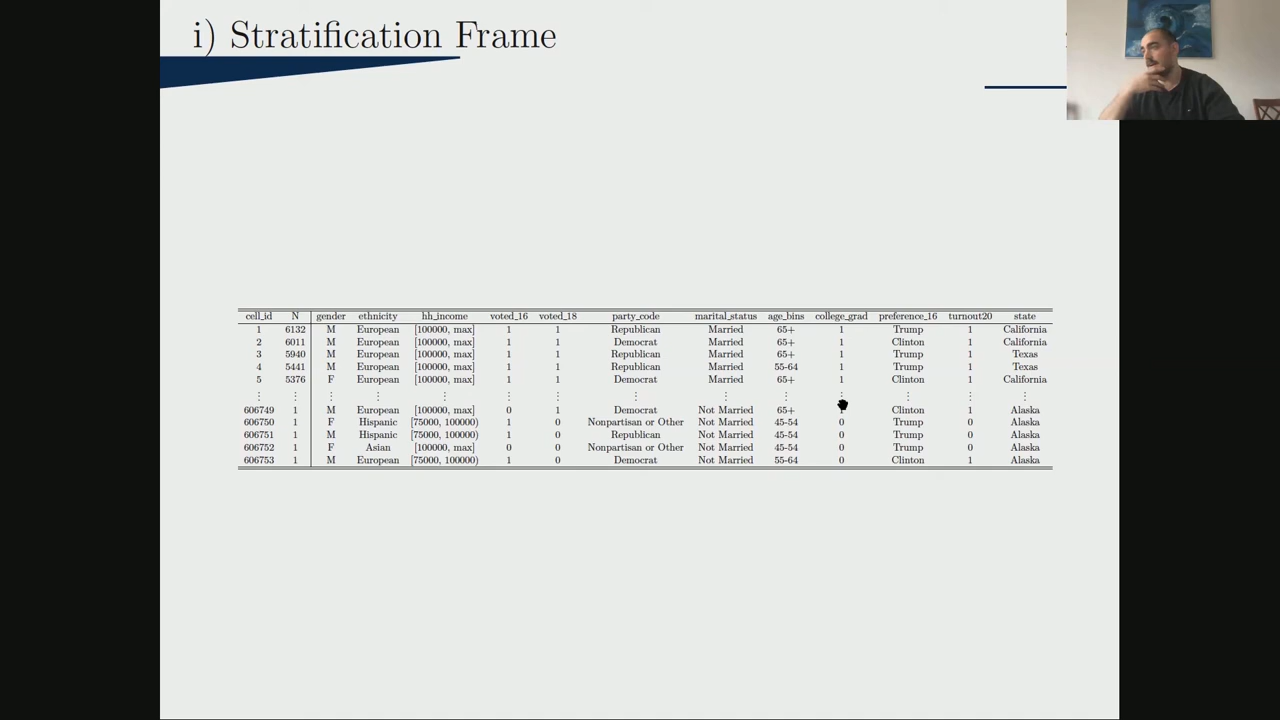 i) Stratification Frame
cell_id N gender ethnicity hh_income voted_16 voted_18 party_code marital_status age_bins college_grad preference_16 turnout20 state
1 6132 M European [100000, max] 1 1 Republican Married 65+ 1 Trump 1 California
2 6011 M European [100000, max] 1 1 Democrat Married 65+ 1 Clinton 1 California
3 5940 M European [100000, max] 1 1 Republican Married 65+ 1 Trump 1 Texas
4 5441 M European [100000, max] 1 1 Republican Married 55-64 1 Trump 1 Texas
5 5376 F European [100000, max] 1 1 Democrat Married 65+ 1 Clinton 1 California
⋮ ⋮ ⋮ ⋮ ⋮ ⋮ ⋮ ⋮ ⋮ ⋮ ⋮ ⋮ ⋮ ⋮
606749 1 M European [100000, max] 0 1 Democrat Not Married 65+ Clinton 1 Alaska
606750 1 F Hispanic [75000, 100000) 1 0 Nonpartisan or Other Not Married 45-54 0 Trump 0 Alaska
606751 1 M Hispanic [75000, 100000) 1 0 Republican Not Married 45-54 0 Trump 0 Alaska
606752 1 F Asian [100000, max] 1 0 Nonpartisan or Other Not Married 45-54 0 Trump 0 Alaska
606753 1 M European [75000, 100000) 1 0 Democrat Not Married 55-64 0 Clinton 1 Alaska